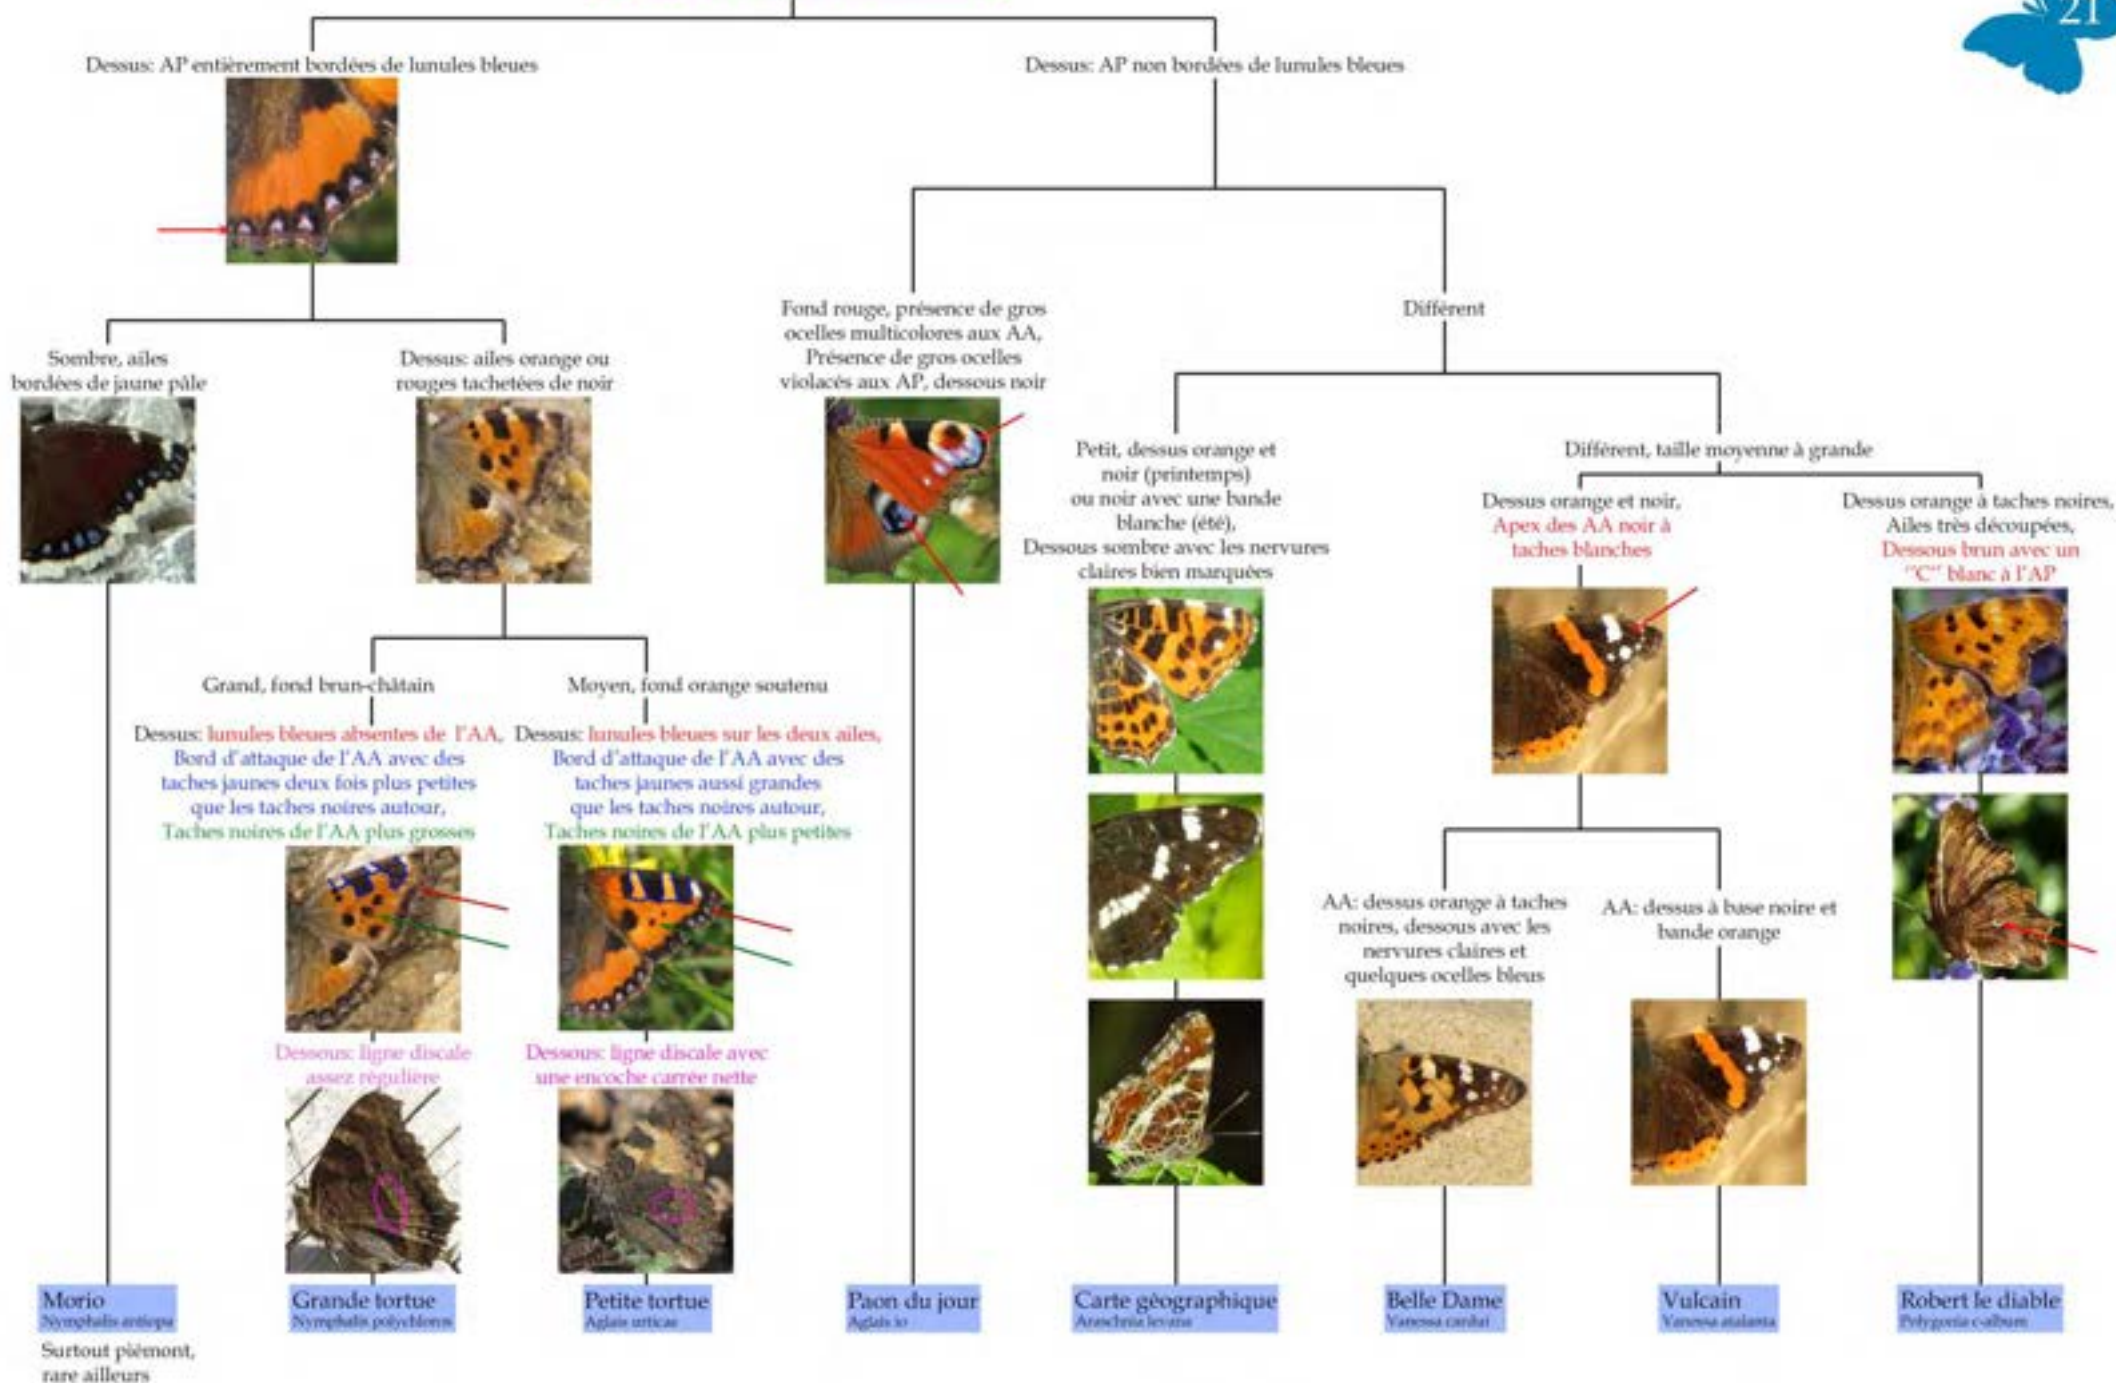 21
Dessus: AP entièrement bordées de lunules bleues
Dessus: AP non bordées de lunules bleues
Sombre, ailes
bordées de jaune pâle
Dessus: ailes orange ou
rouges tachetées de noir
Fond rouge, présence de gros
ocelles multicolores aux AA,
Présence de gros ocelles
violacés aux AP, dessous noir
Différent
Petit, dessus orange et
noir (printemps)
ou noir avec une bande
blanche (été),
Dessous sombre avec les nervures
claires bien marquées
Différent, taille moyenne à grande
Dessus orange et noir,
Apex des AA noir à
taches blanches
Dessus orange à taches noires,
Ailes très découpées,
Dessous brun avec un
"C" blanc à l'AP
Grand, fond brun-châtain
Dessus: lunules bleues absentes de l'AA,
Bord d'attaque de l'AA avec des
taches jaunes deux fois plus petites
que les taches noires autour,
Taches noires de l'AA plus grosses
Moyen, fond orange soutenu
Dessus: lunules bleues sur les deux ailes,
Bord d'attaque de l'AA avec des
taches jaunes aussi grandes
que les taches noires autour,
Taches noires de l'AA plus petites
AA: dessus orange à taches
noires, dessous avec les
nervures claires et
quelques ocelles bleus
AA: dessus à base noire et
bande orange
Dessous: ligne discale
assez régulière
Dessous: ligne discale avec
une encoche carrée nette
Morio
Nymphalis antiopa
Surtout piémont,
rare ailleurs
Grande tortue
Nymphalis polychloros
Petite tortue
Aglais urticae
Paon du jour
Aglais io
Carte géographique
Araschnia levana
Belle Dame
Vanessa cardui
Vulcain
Vanessa atalanta
Robert le diable
Polygonia c-album